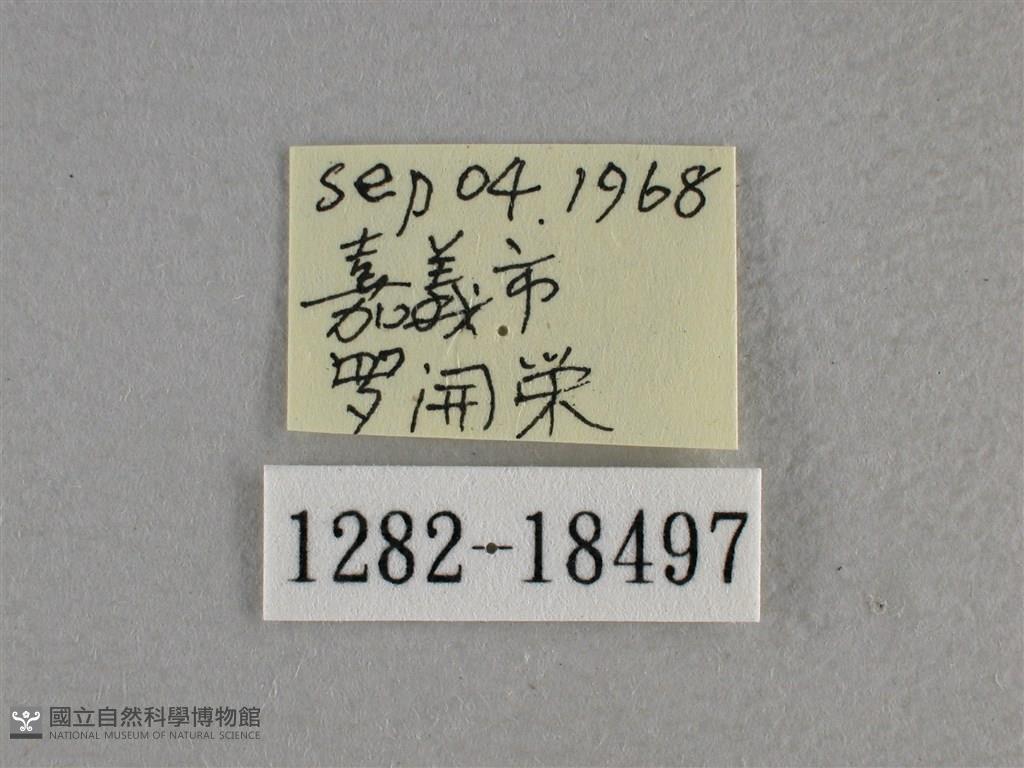 sep 04. 1968
嘉義市
罗開栄
1282-18497
國立自然科學博物館
NATIONAL MUSEUM OF NATURAL SCIENCE